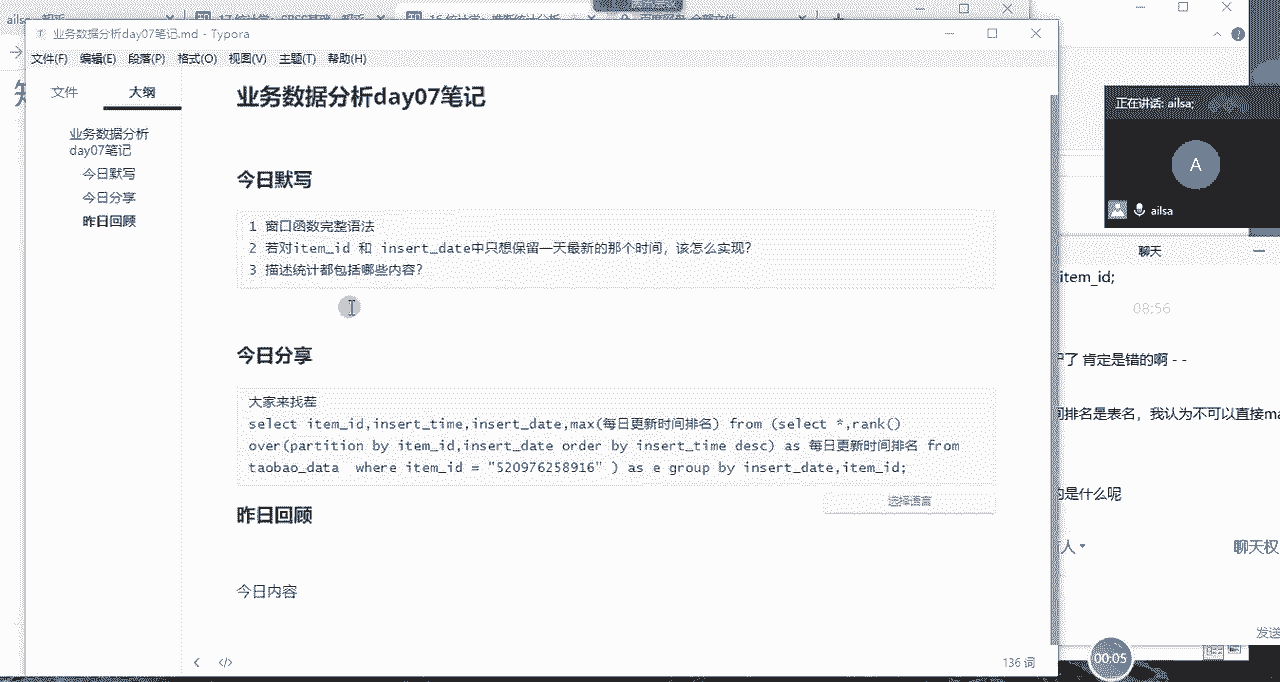 业务数据分析day07笔记.md - Typora
文件(F) 编辑(E) 段落(P) 格式(O) 视图(V) 主题(T) 帮助(H)
文件 大纲
业务数据分析
day07笔记
今日默写
今日分享
昨日回顾
业务数据分析day07笔记
今日默写
1 窗口函数完整语法
2 若对item_id 和 insert_date中只想保留一天最新的那个时间，该怎么实现？
3 描述统计都包括哪些内容？
今日分享
大家来找茬
select item_id,insert_time,insert_date,max(每日更新时间排名) from (select *,rank()
over(partition by item_id,insert_date order by insert_time desc) as 每日更新时间排名 from
taobao_data where item_id = "520976258916" ) as e group by insert_date,item_id;
选择语言
昨日回顾
今日内容
136 词
正在讲话: ailsa;
A
ailsa
聊天
item_id;
08:56
了 肯定是错的啊 - -
排名是表名，我认为不可以直接ma
的是什么呢
人
聊天权
发送
00:05